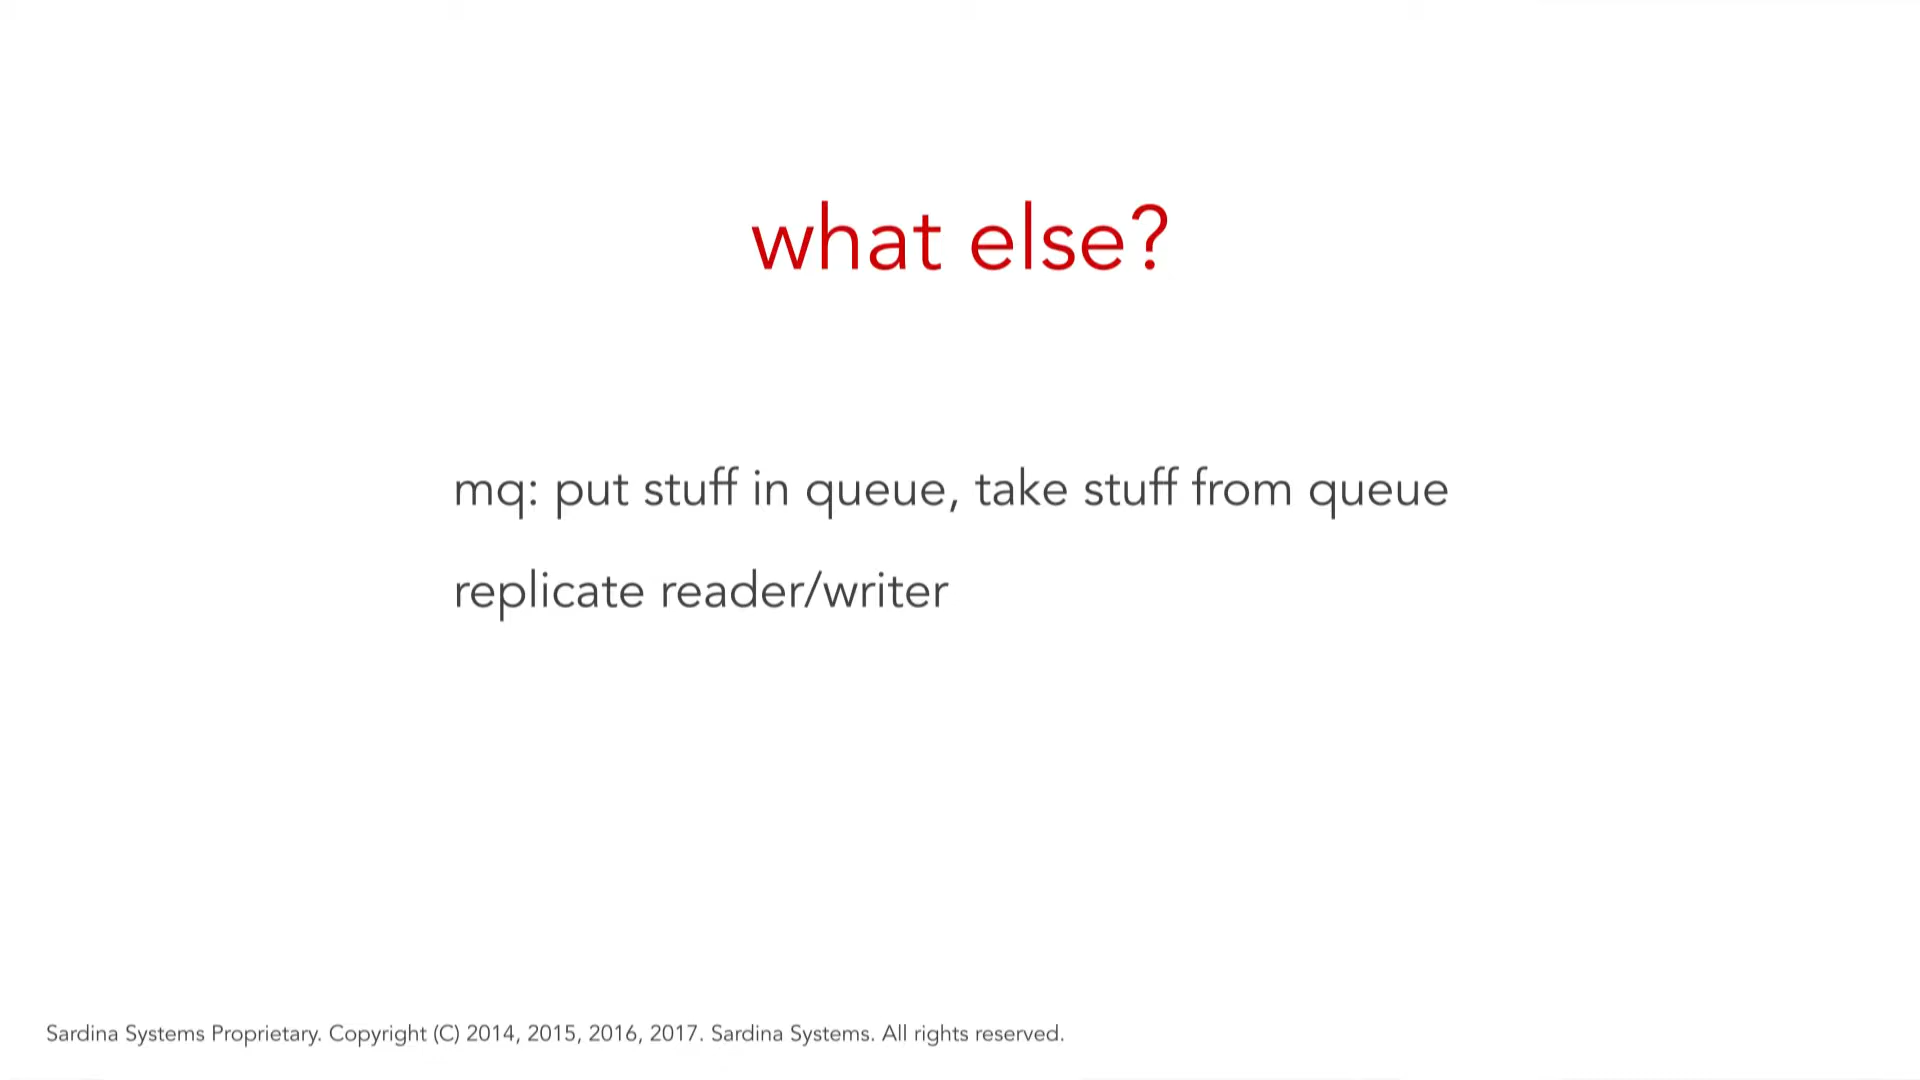 what else?
mq: put stuff in queue, take stuff from queue
replicate reader/writer
Sardina Systems Proprietary. Copyright (C) 2014, 2015, 2016, 2017. Sardina Systems. All rights reserved.